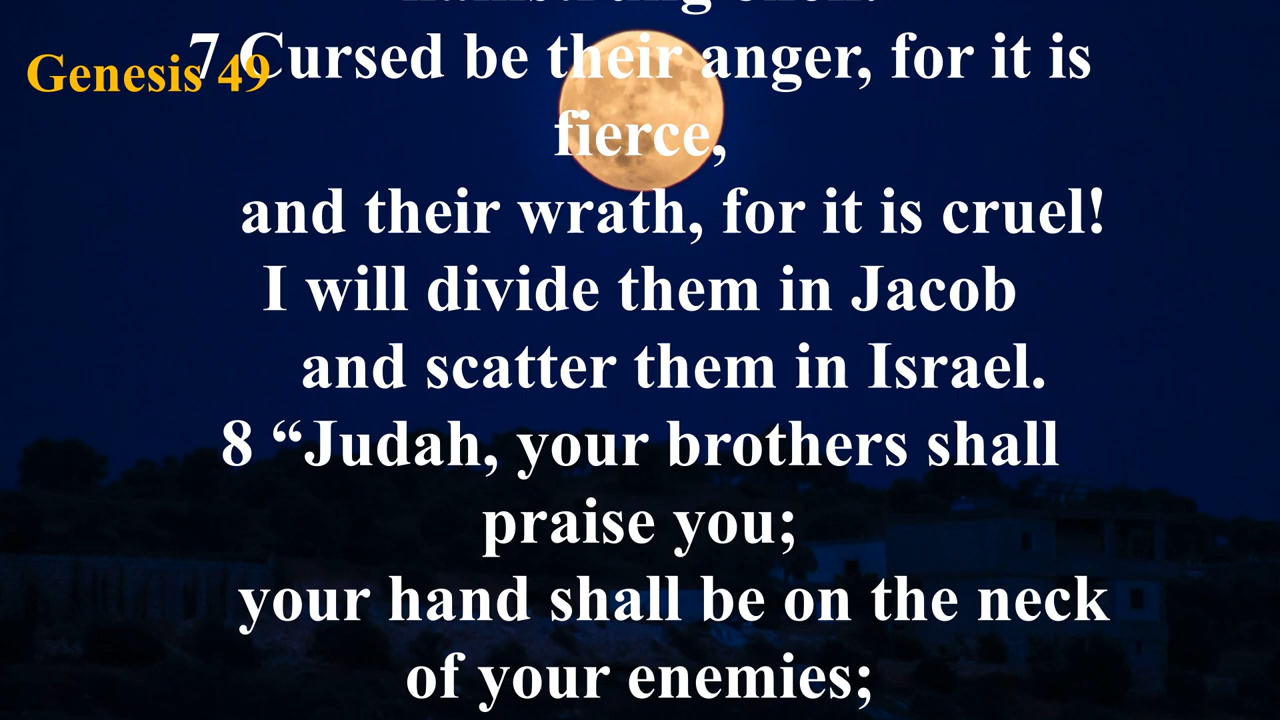 hamstringing oxen.
Genesis 49
7 Cursed be their anger, for it is
fierce,
and their wrath, for it is cruel!
I will divide them in Jacob
and scatter them in Israel.
8 “Judah, your brothers shall
praise you;
your hand shall be on the neck
of your enemies;